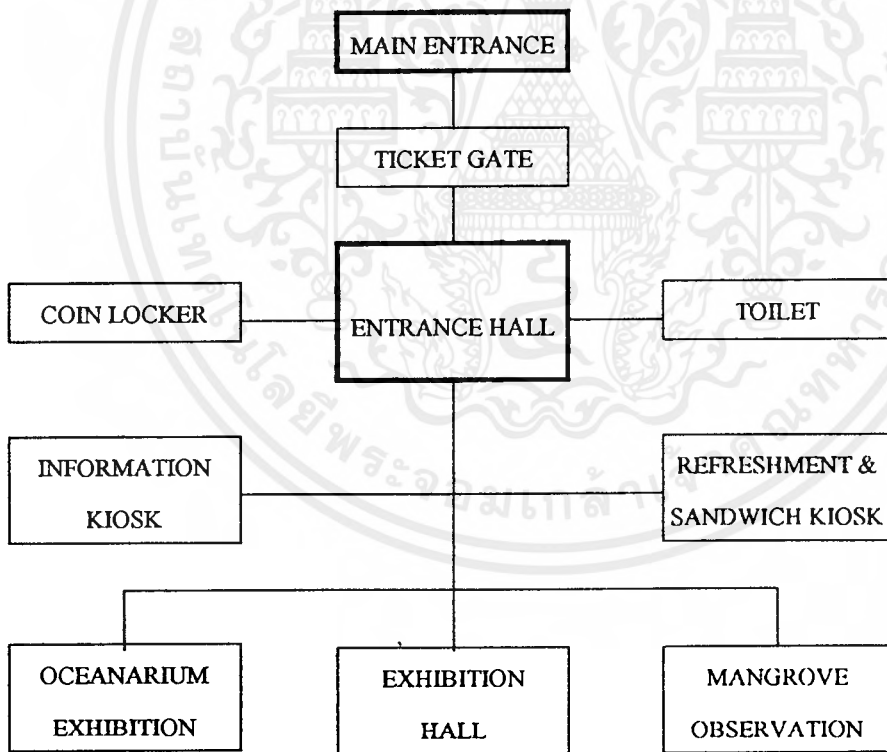 MAIN ENTRANCE
TICKET GATE
COIN LOCKER
ENTRANCE HALL
TOILET
INFORMATION
KIOSK
REFRESHMENT &
SANDWICH KIOSK
OCEANARIUM
EXHIBITION
EXHIBITION
HALL
MANGROVE
OBSERVATION